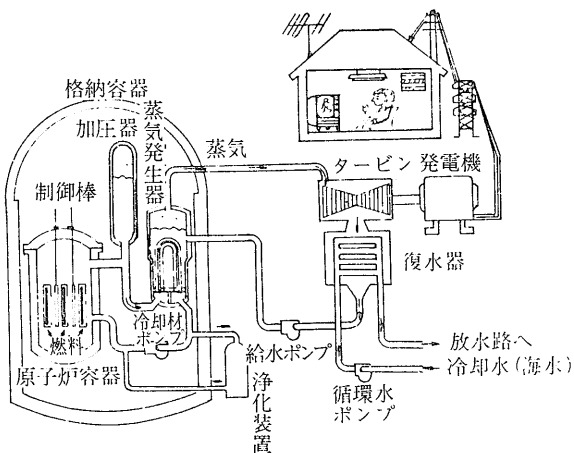 格納容器
加圧器
蒸気発生器
蒸気
タービン
発電機
制御棒
復水器
冷却材
ポンプ
燃料
原子炉容器
給水ポンプ
浄化装置
放水路へ
冷却水(海水)
循環水
ポンプ